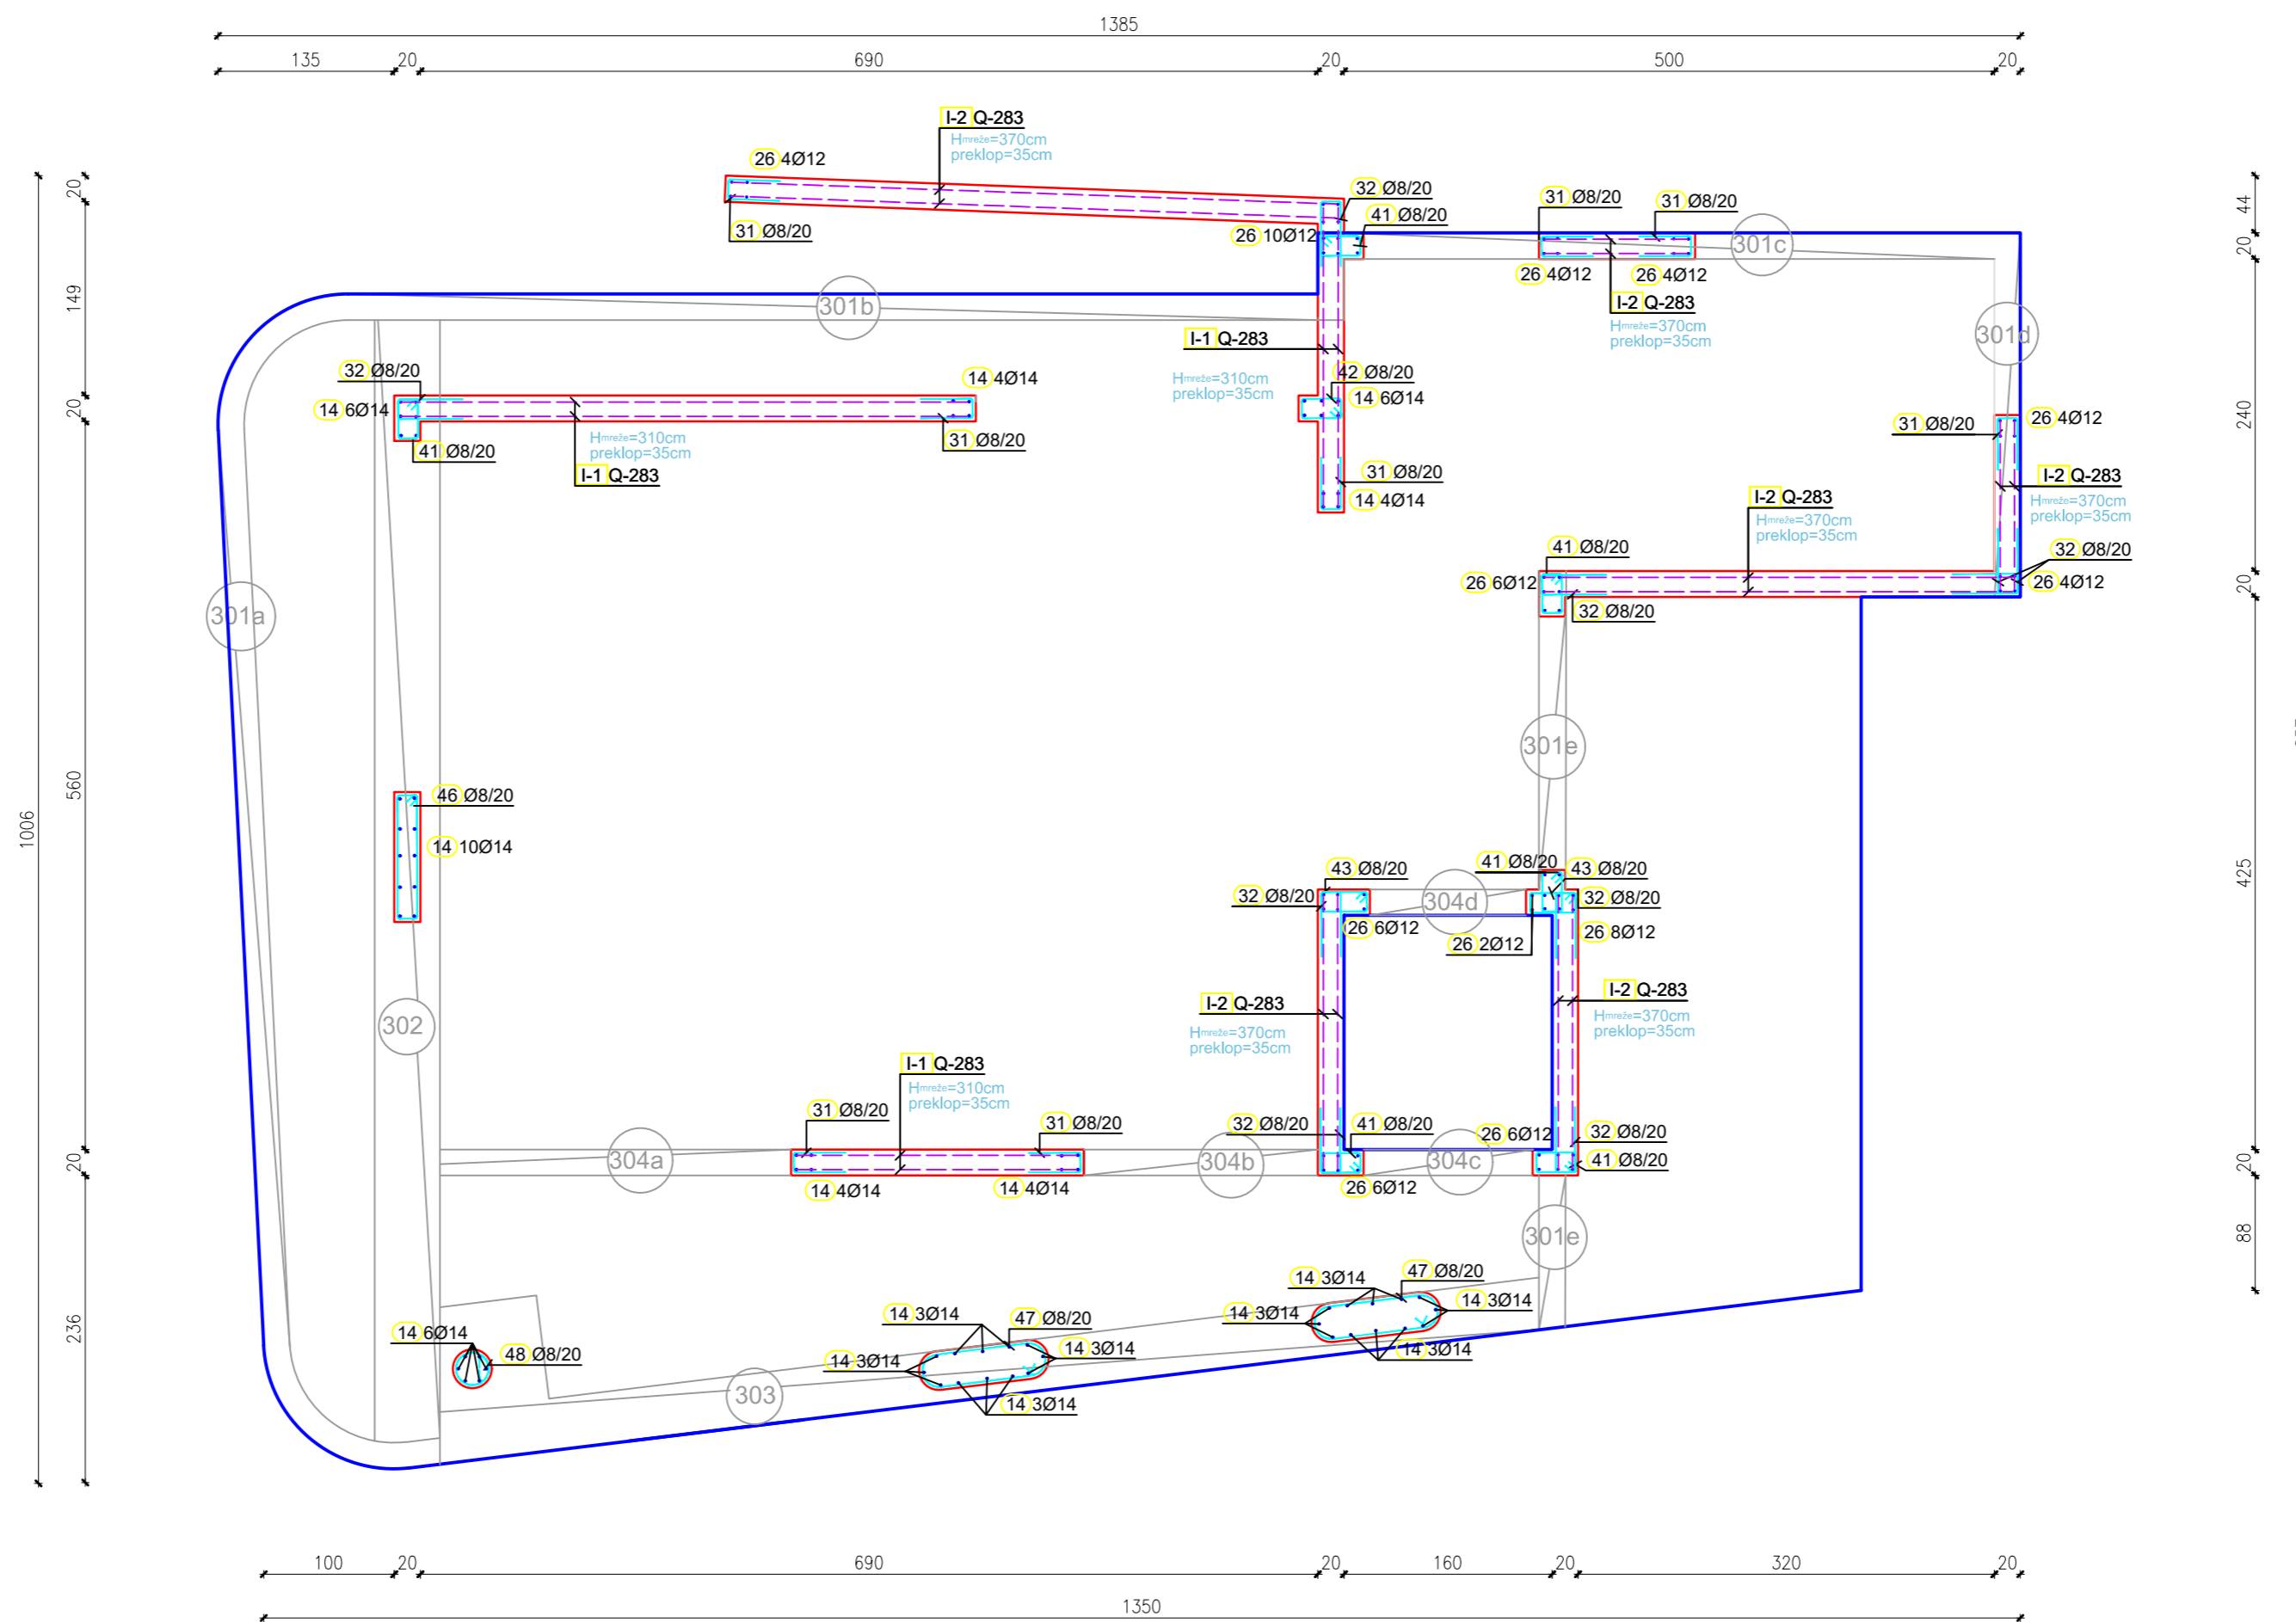 1385
135
20
690
20
500
20
I-2 Q-283
Hmreže=370cm
preklop=35cm
26 4Ø12
31 Ø8/20
32 Ø8/20
41 Ø8/20
26 10Ø12
31 Ø8/20
31 Ø8/20
301c
26 4Ø12
26 4Ø12
I-2 Q-283
Hmreže=370cm
preklop=35cm
301d
301b
I-1 Q-283
Hmreže=310cm
preklop=35cm
42 Ø8/20
14 6Ø14
32 Ø8/20
14 6Ø14
41 Ø8/20
14 4Ø14
31 Ø8/20
Hmreže=310cm
preklop=35cm
I-1 Q-283
31 Ø8/20
14 4Ø14
31 Ø8/20
26 4Ø12
I-2 Q-283
Hmreže=370cm
preklop=35cm
I-2 Q-283
Hmreže=370cm
preklop=35cm
32 Ø8/20
26 4Ø12
41 Ø8/20
26 6Ø12
32 Ø8/20
301a
301e
46 Ø8/20
14 10Ø14
43 Ø8/20
32 Ø8/20
26 6Ø12
304d
41 Ø8/20
43 Ø8/20
32 Ø8/20
26 2Ø12
26 8Ø12
I-2 Q-283
Hmreže=370cm
preklop=35cm
I-2 Q-283
Hmreže=370cm
preklop=35cm
302
I-1 Q-283
Hmreže=310cm
preklop=35cm
31 Ø8/20
31 Ø8/20
32 Ø8/20
41 Ø8/20
26 6Ø12
32 Ø8/20
41 Ø8/20
304a
304b
304c
14 4Ø14
14 4Ø14
26 6Ø12
301e
14 3Ø14
47 Ø8/20
14 3Ø14
14 3Ø14
14 3Ø14
14 3Ø14
47 Ø8/20
14 3Ø14
14 3Ø14
14 3Ø14
14 6Ø14
48 Ø8/20
303
1006
20
149
20
560
20
236
44
20
240
20
425
20
88
100
20
690
20
160
20
320
20
1350